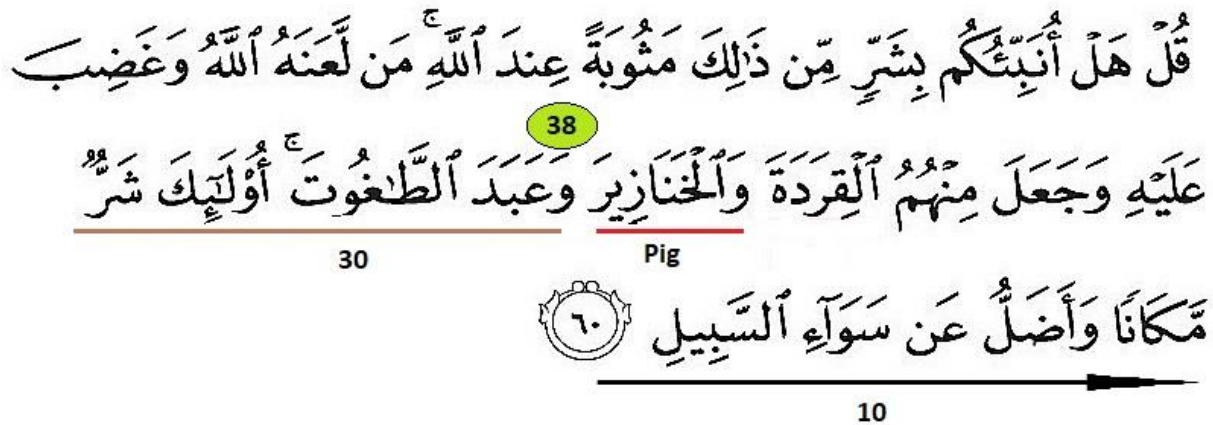 قُلْ هَلْ أُنَبِّئُكُم بِشَرٍّ مِّن ذَٰلِكَ مَثُوبَةً عِندَ ٱللَّهِ ۚ مَن لَّعَنَهُ ٱللَّهُ وَغَضِبَ
38
عَلَيْهِ وَجَعَلَ مِنْهُمُ ٱلْقِرَدَةَ وَٱلْخَنَازِيرَ وَعَبَدَ ٱلطَّٰغُوتَ ۚ أُو۟لَٰٓئِكَ شَرٌّ
30 Pig
مَّكَانًا وَأَضَلُّ عَن سَوَآءِ ٱلسَّبِيلِ ٦٠
10